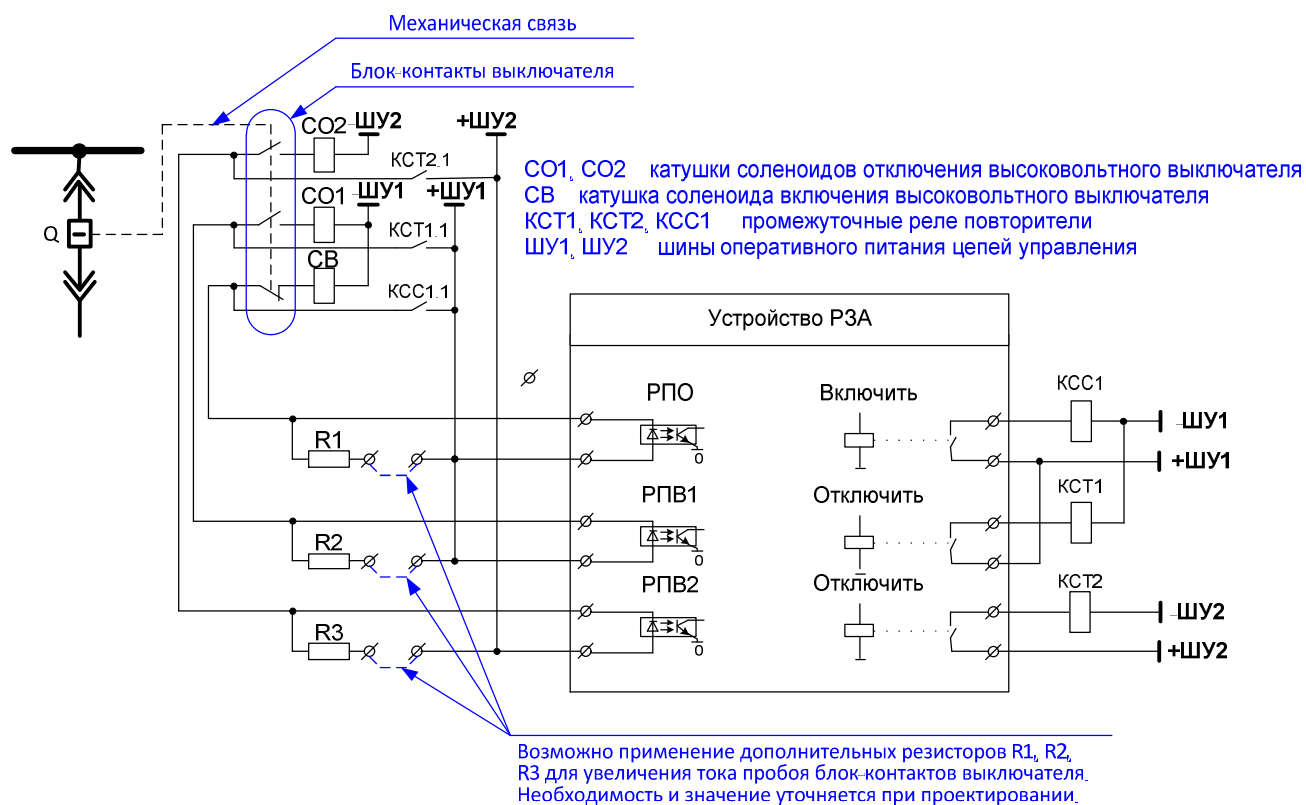 Механическая связь
Блок-контакты выключателя
СО2
-ШУ2
+ШУ2
КСТ2.1
СО1
-ШУ1
+ШУ1
КСТ1.1
СВ
КСС1.1
Q
СО1, СО2 катушки соленоидов отключения высоковольтного выключателя
СВ катушка соленоида включения высоковольтного выключателя
КСТ1, КСТ2, КСС1 промежуточные реле повторители
ШУ1, ШУ2 шины оперативного питания цепей управления
Устройство РЗА
РПО
Включить
КСС1
-ШУ1
+ШУ1
0
R1
РПВ1
Отключить
КСТ1
0
R2
РПВ2
Отключить
КСТ2
-ШУ2
+ШУ2
0
R3
Возможно применение дополнительных резисторов R1, R2,
R3 для увеличения тока пробоя блок-контактов выключателя.
Необходимость и значение уточняется при проектировании.